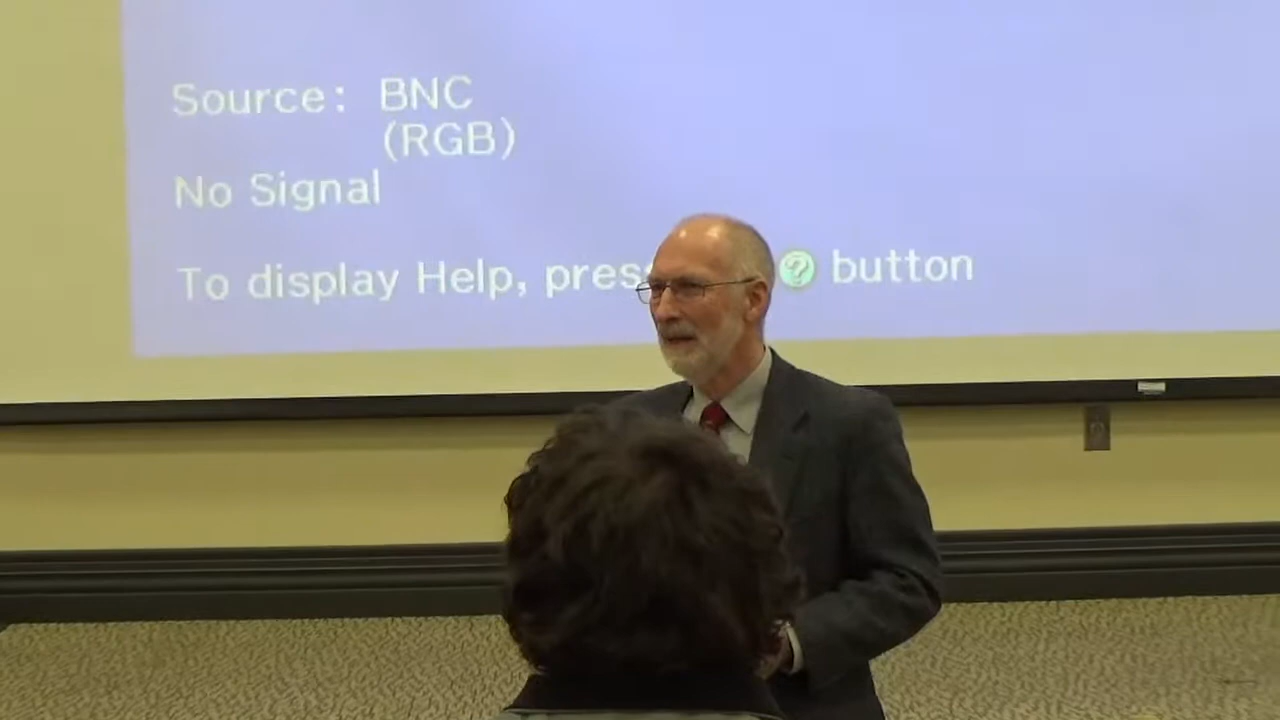 Source: BNC
(RGB)
No Signal
To display Help, press ? button